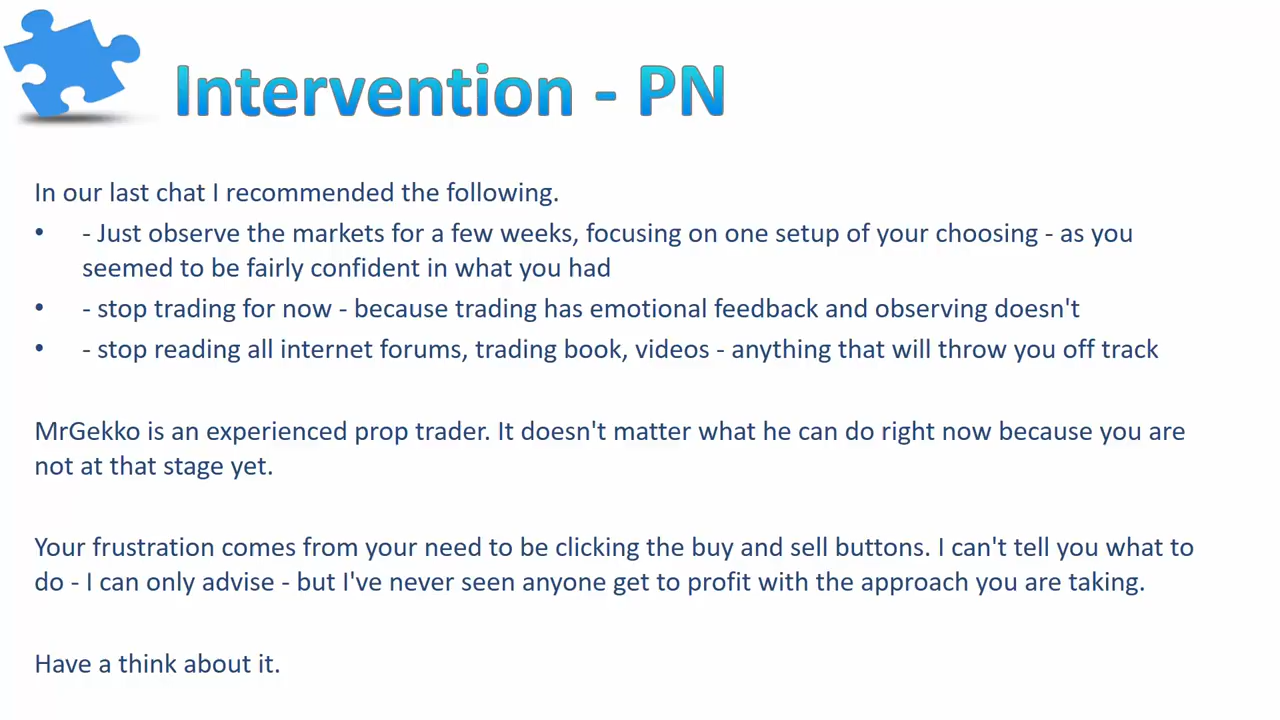 Intervention - PN
In our last chat I recommended the following.
• - Just observe the markets for a few weeks, focusing on one setup of your choosing - as you
seemed to be fairly confident in what you had
• - stop trading for now - because trading has emotional feedback and observing doesn't
• - stop reading all internet forums, trading book, videos - anything that will throw you off track
MrGekko is an experienced prop trader. It doesn't matter what he can do right now because you are
not at that stage yet.
Your frustration comes from your need to be clicking the buy and sell buttons. I can't tell you what to
do - I can only advise - but I've never seen anyone get to profit with the approach you are taking.
Have a think about it.